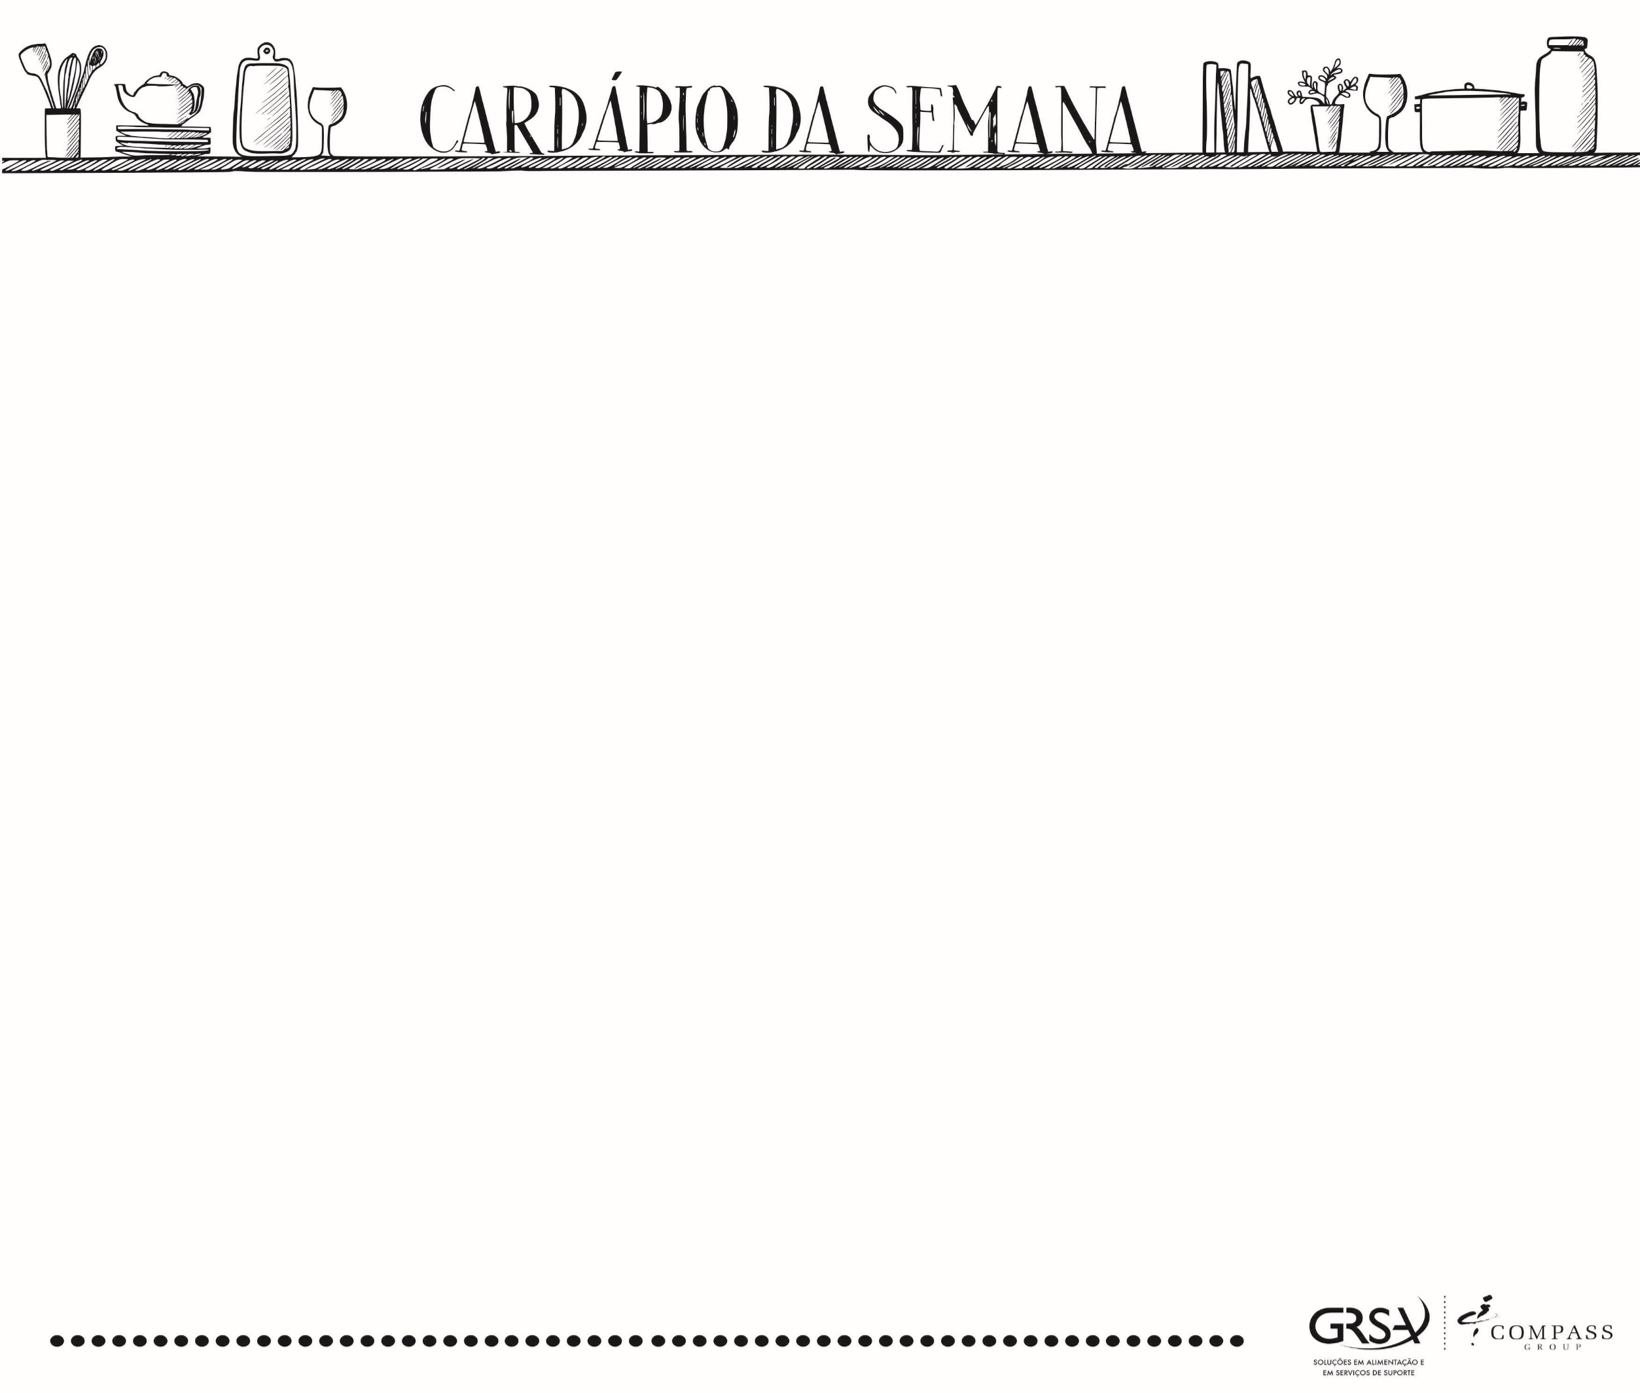 CARDÁPIO DA SEMANA
GRSA
SOLUÇÕES EM ALIMENTAÇÃO E
EM SERVIÇOS DE SUPORTE
COMPASS
GROUP